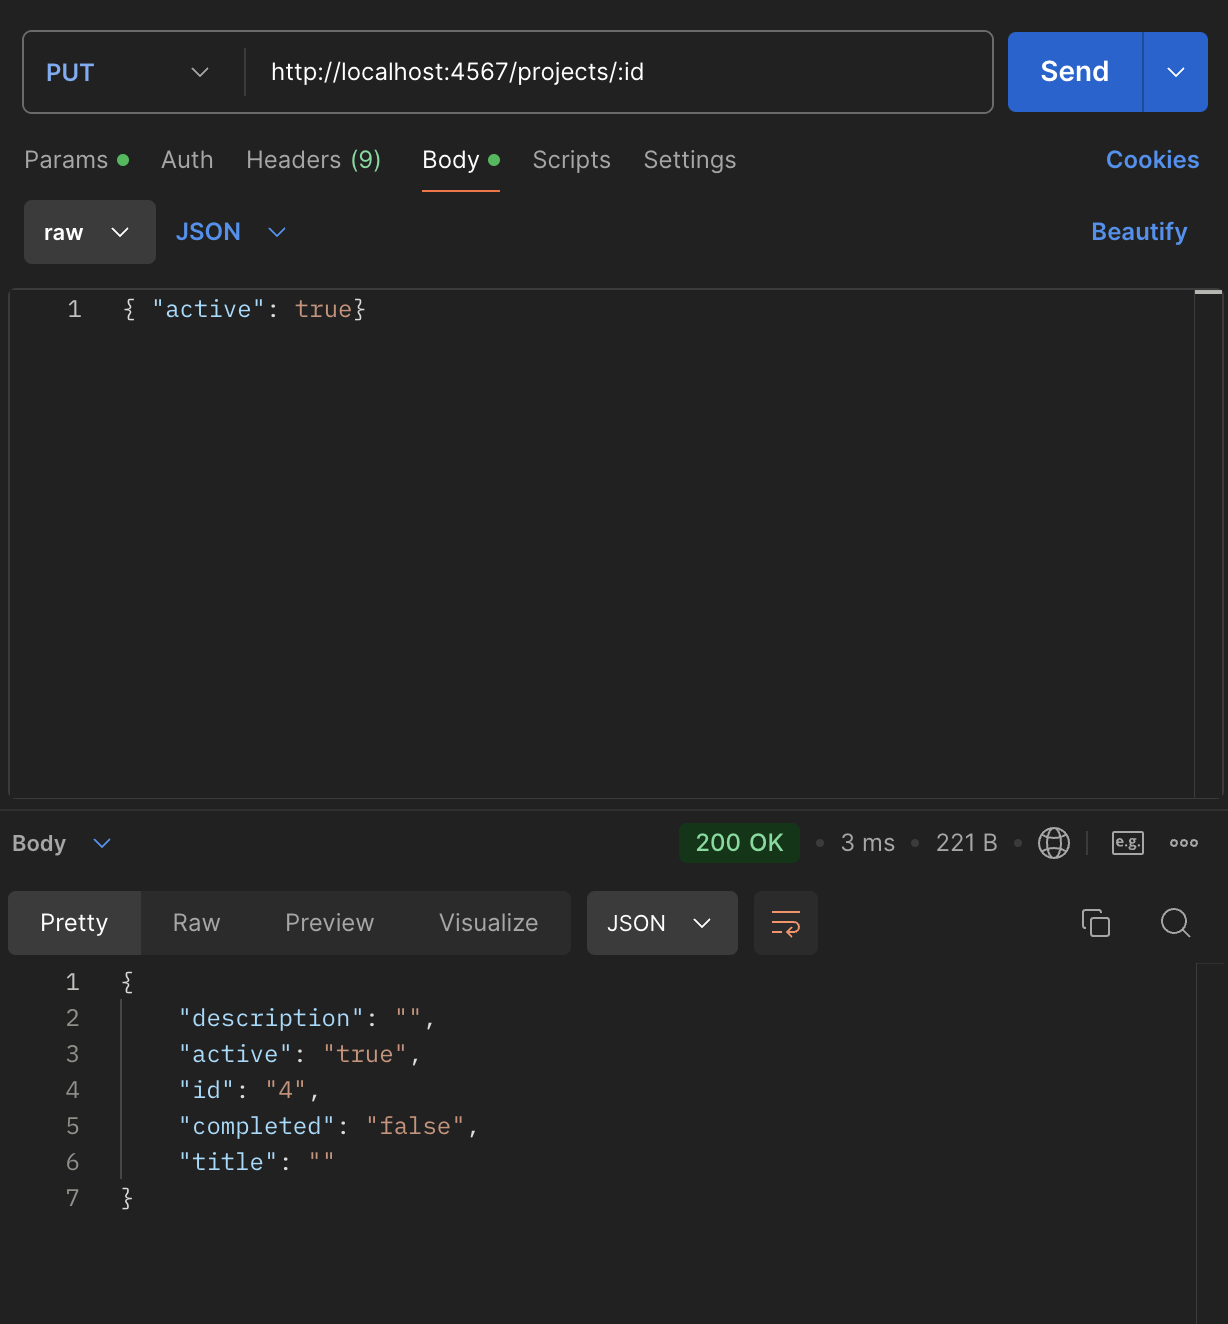 PUT http://localhost:4567/projects/:id Send
Params Auth Headers (9) Body Scripts Settings Cookies
raw JSON Beautify
1 { "active": true}
Body 200 OK 3 ms 221 B e.g.
Pretty Raw Preview Visualize JSON
1 {
2 "description": "",
3 "active": "true",
4 "id": "4",
5 "completed": "false",
6 "title": ""
7 }